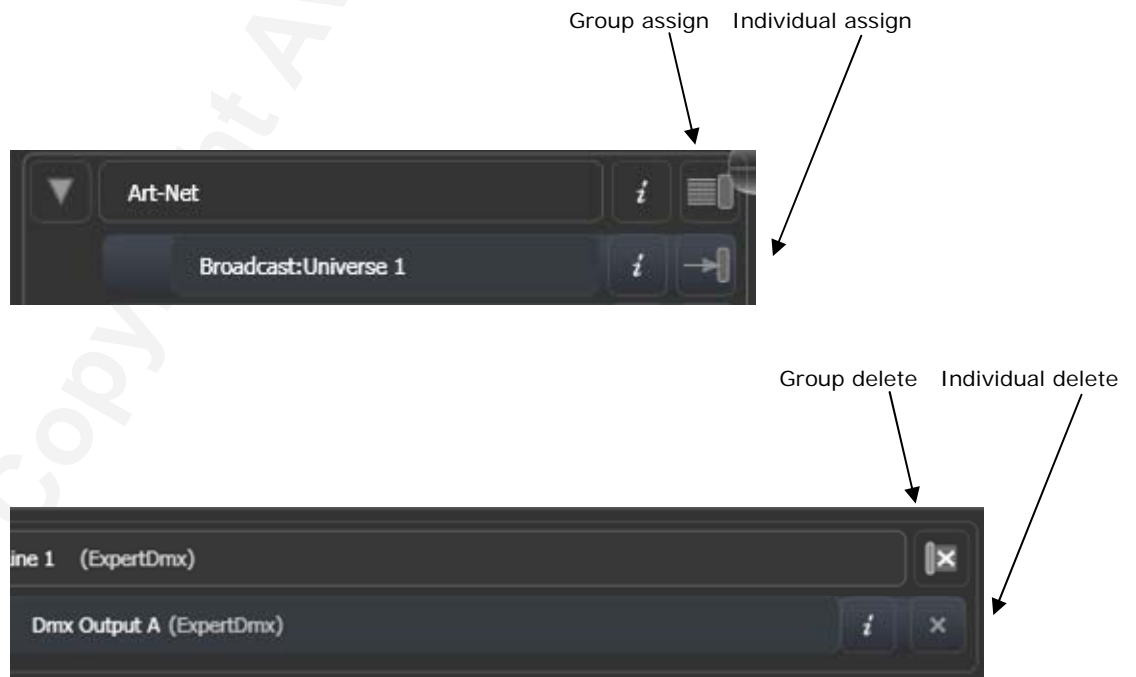 Group assign Individual assign
Art-Net i
Broadcast:Universe 1 i
Group delete Individual delete
ine 1 (ExpertDmx)
Dmx Output A (ExpertDmx) i
Copyright A